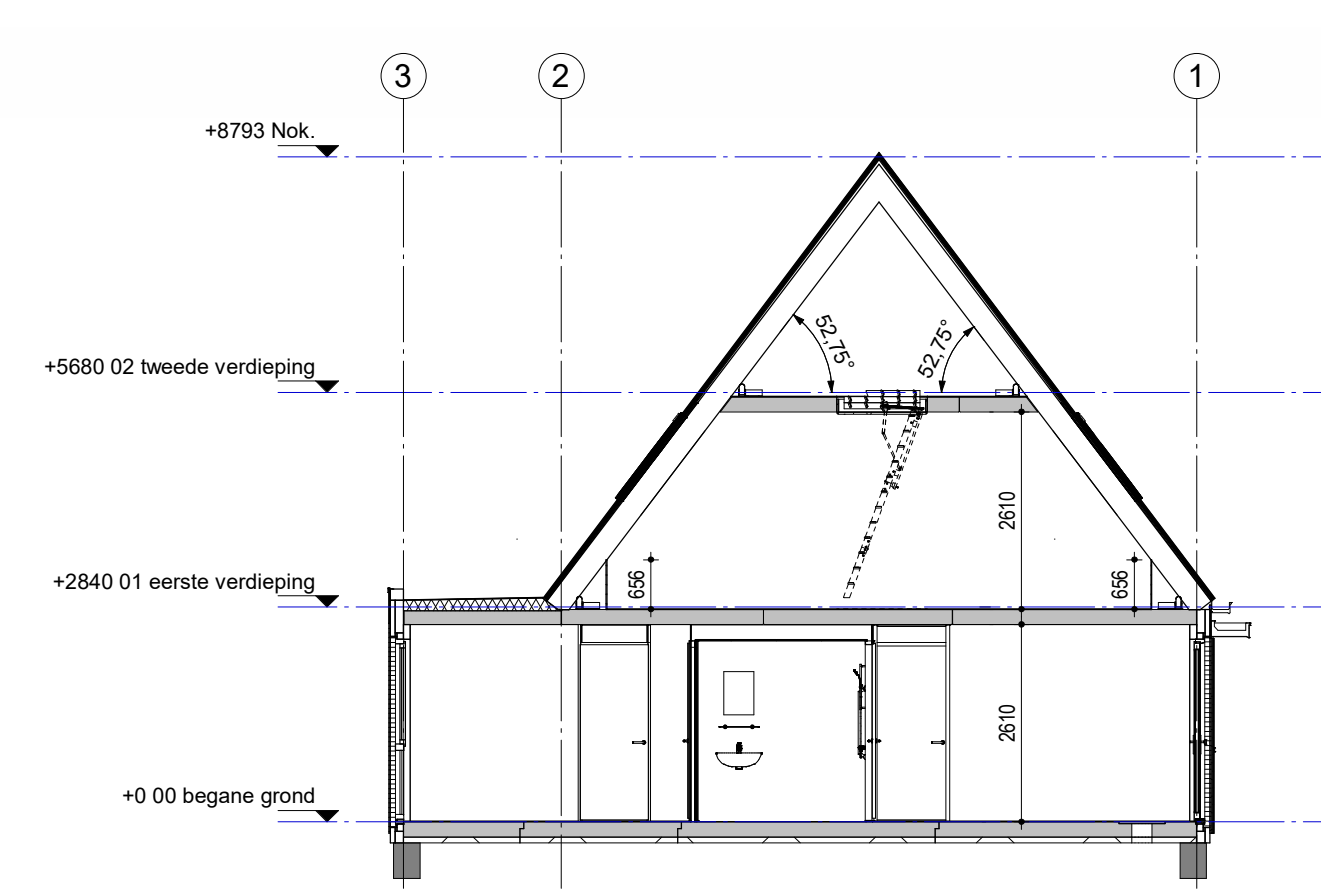 3
2
1
+8793 Nok.
52,75°
52,75°
+5680 02 tweede verdieping
2610
+2840 01 eerste verdieping
656
656
2610
+0 00 begane grond